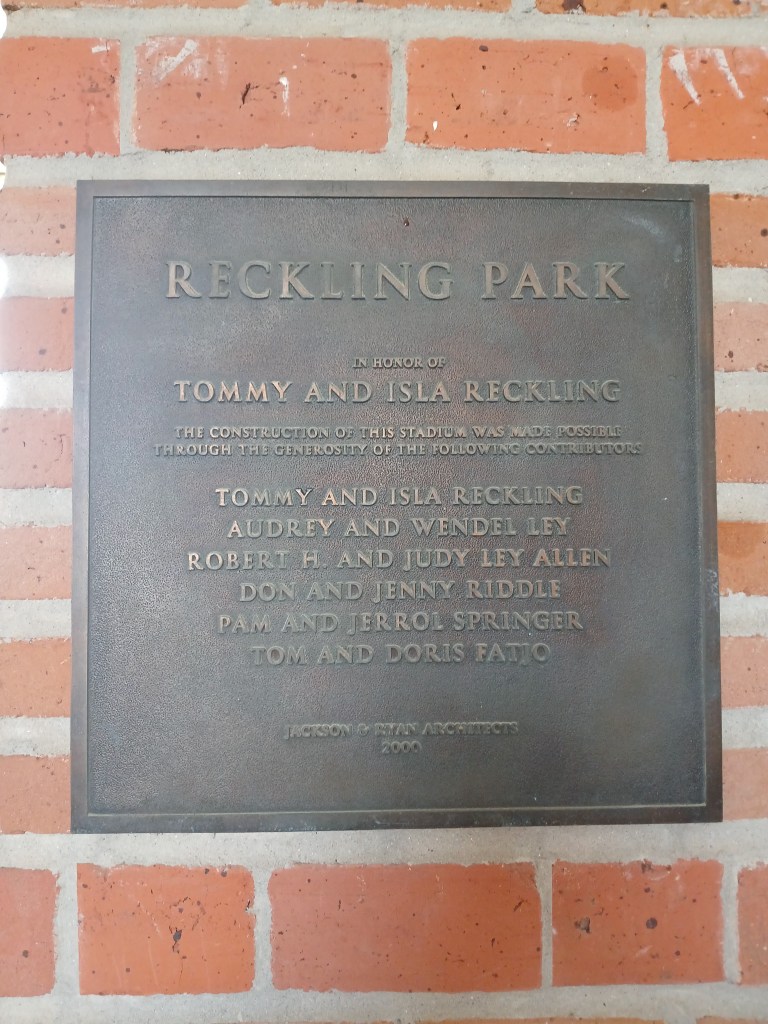 RECKLING PARK
IN HONOR OF
TOMMY AND ISLA RECKLING
THE CONSTRUCTION OF THIS STADIUM WAS MADE POSSIBLE
THROUGH THE GENEROSITY OF THE FOLLOWING CONTRIBUTORS
TOMMY AND ISLA RECKLING
AUDREY AND WENDEL LEY
ROBERT H. AND JUDY LEY ALLEN
DON AND JENNY RIDDLE
PAM AND JERROL SPRINGER
TOM AND DORIS FATJO
JACKSON & RYAN ARCHITECTS
2000